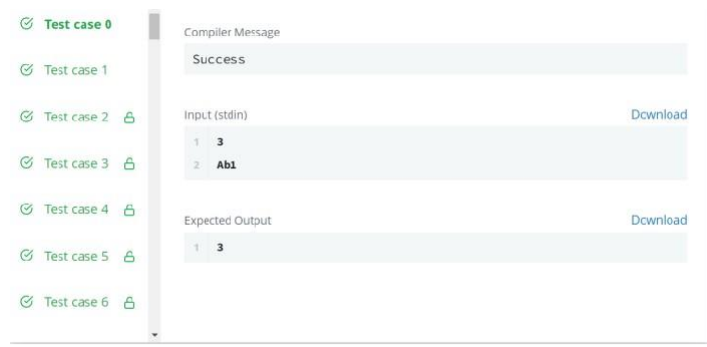 Test case 0
Test case 1
Test case 2
Test case 3
Test case 4
Test case 5
Test case 6
Compiler Message
Success
Input (stdin)
Download
1 3
2 Ab1
Expected Output
Download
1 3